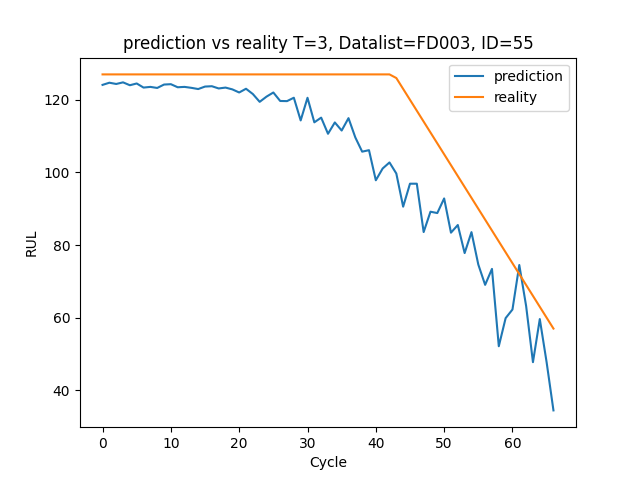 prediction vs reality T=3, Datalist=FD003, ID=55
prediction
reality
120
100
80
60
40
RUL
0 10 20 30 40 50 60
Cycle